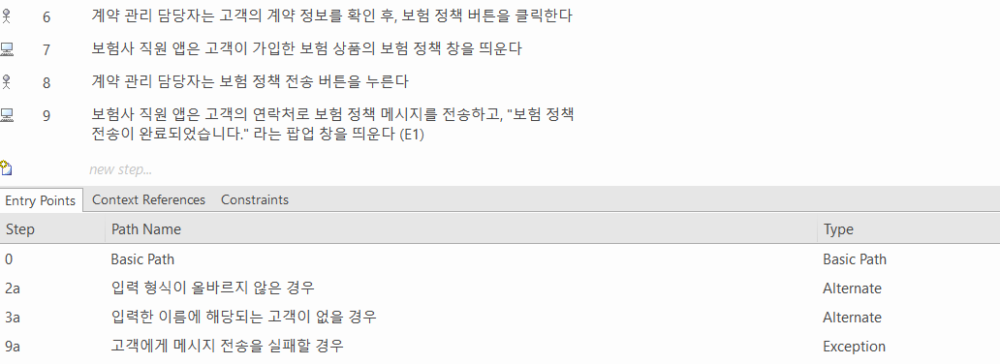 6 계약 관리 담당자는 고객의 계약 정보를 확인 후, 보험 정책 버튼을 클릭한다
7 보험사 직원 앱은 고객이 가입한 보험 상품의 보험 정책 창을 띄운다
8 계약 관리 담당자는 보험 정책 전송 버튼을 누른다
9 보험사 직원 앱은 고객의 연락처로 보험 정책 메시지를 전송하고, "보험 정책
전송이 완료되었습니다." 라는 팝업 창을 띄운다 (E1)
new step...
Entry Points Context References Constraints
Step Path Name Type
0 Basic Path Basic Path
2a 입력 형식이 올바르지 않은 경우 Alternate
3a 입력한 이름에 해당되는 고객이 없을 경우 Alternate
9a 고객에게 메시지 전송을 실패할 경우 Exception